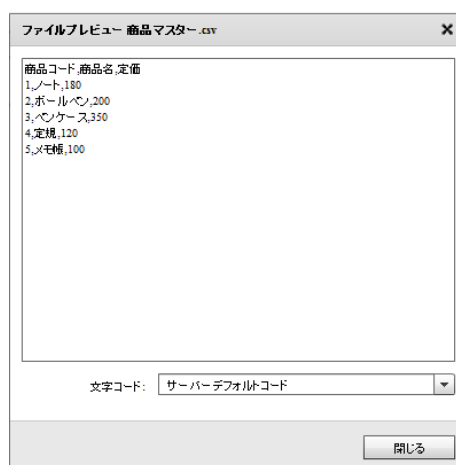 ファイルプレビュー 商品マスター.csv
商品コード,商品名,定価
1,ノート,180
2,ボールペン,200
3,ペンケース,350
4,定規,120
5,メモ帳,100
文字コード: サーバーデフォルトコード
閉じる